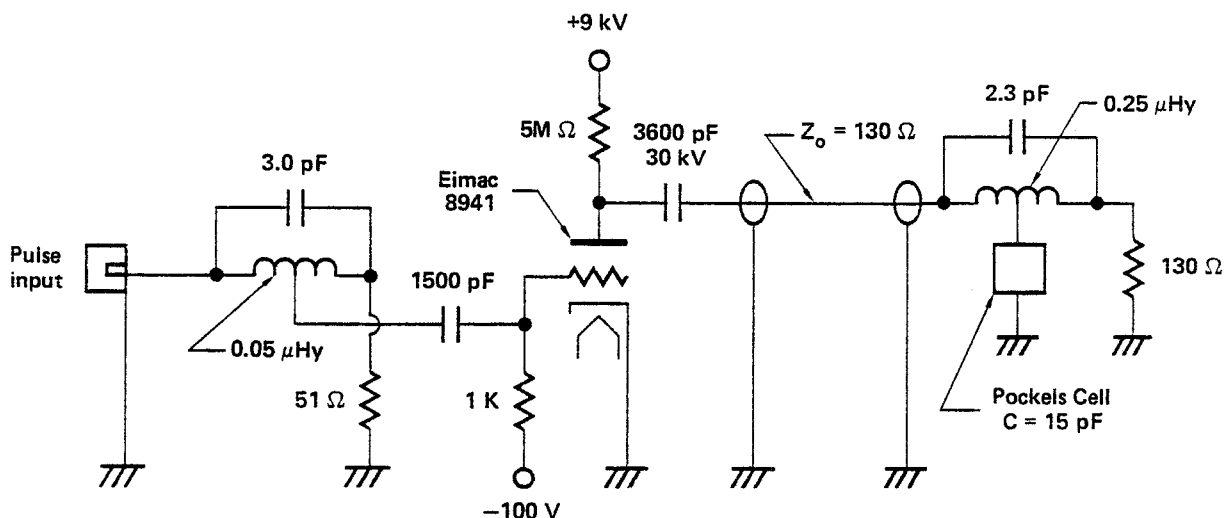 +9 kV
5M Ω
3600 pF
30 kV
Z₀ = 130 Ω
2.3 pF
0.25 μHy
3.0 pF
Eimac
8941
Pulse
input
1500 pF
130 Ω
0.05 μHy
51 Ω
1 K
Pockels Cell
C = 15 pF
−100 V